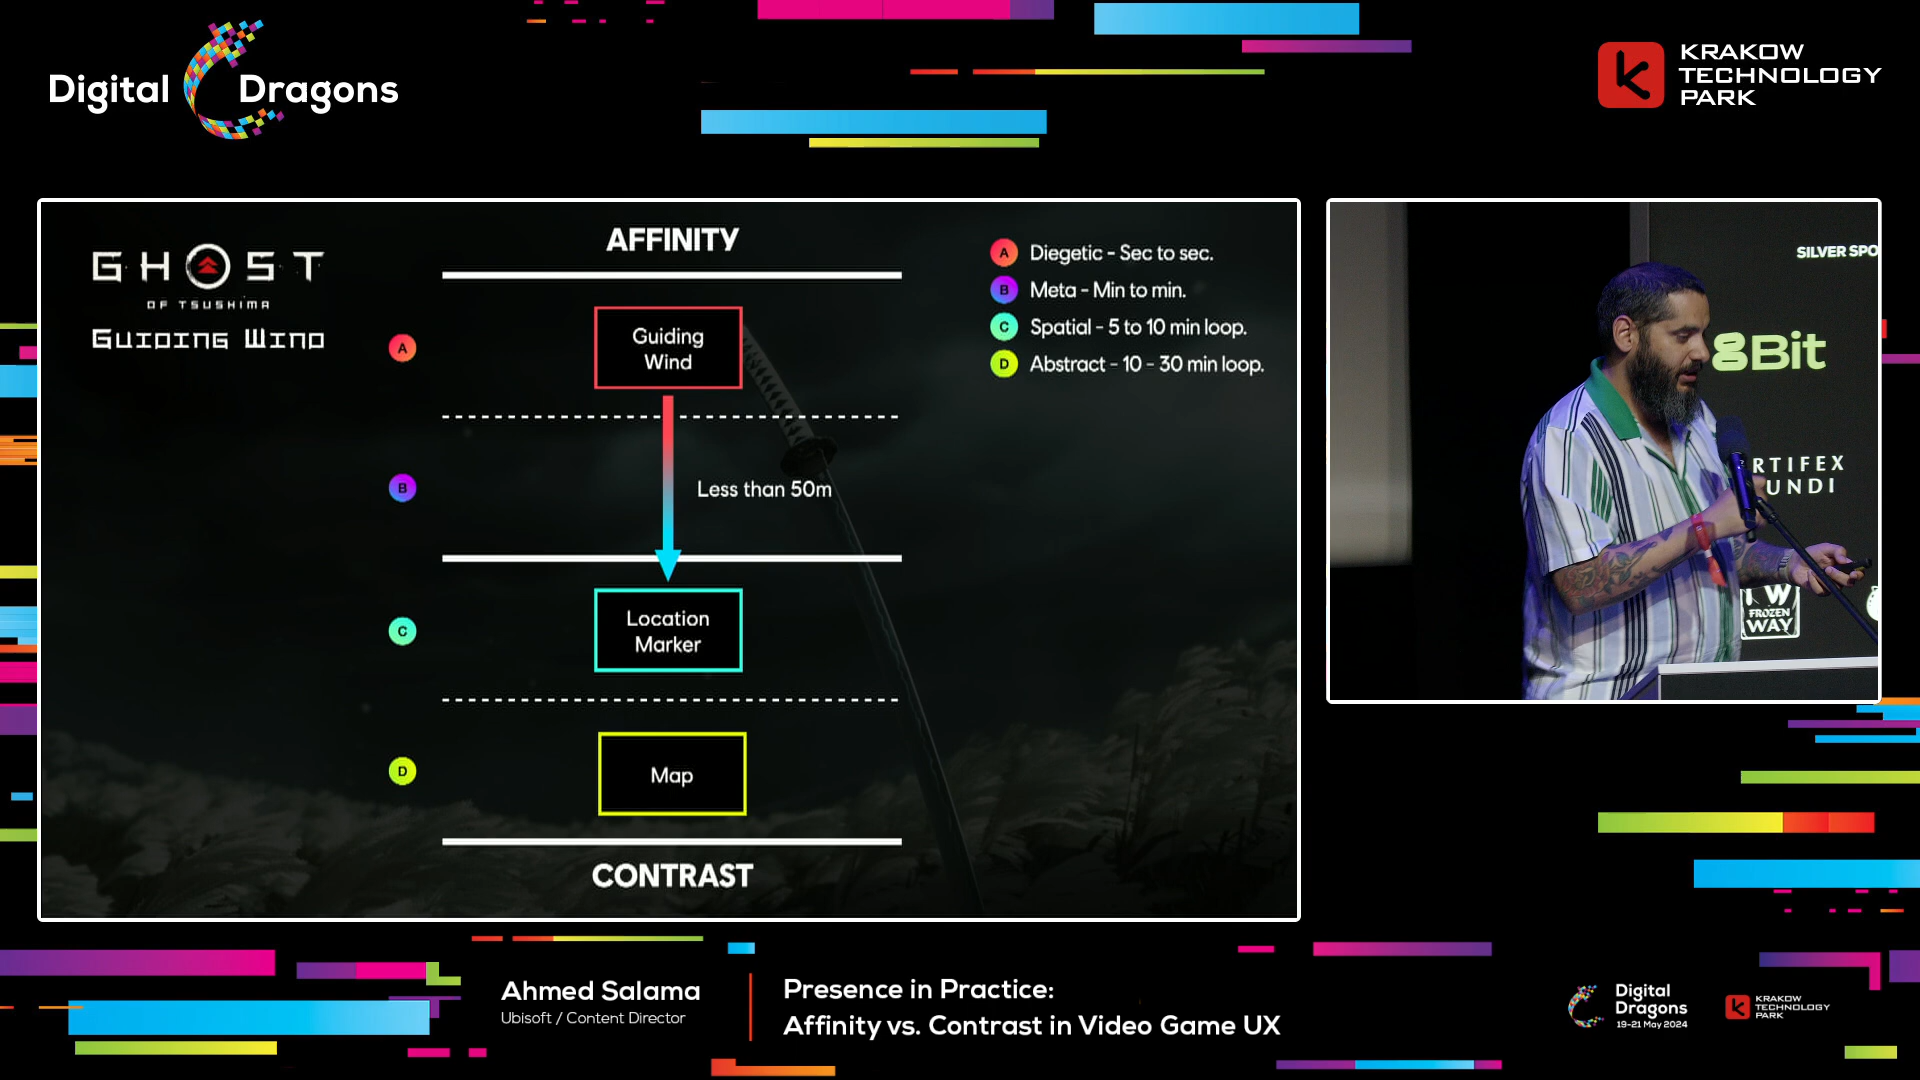 Digital Dragons
KRAKOW
TECHNOLOGY
PARK
GHOST
OF TSUSHIMA
GUIDING WIND
AFFINITY
A Diegetic - Sec to sec.
B Meta - Min to min.
C Spatial - 5 to 10 min loop.
D Abstract - 10 - 30 min loop.
A
Guiding
Wind
B
Less than 50m
C
Location
Marker
D
Map
CONTRAST
SILVER SPO
8Bit
RTIFEX
UNDI
FROZEN
WAY
Ahmed Salama
Ubisoft / Content Director
Presence in Practice:
Affinity vs. Contrast in Video Game UX
Digital
Dragons
19-21 May 2024
KRAKOW
TECHNOLOGY
PARK